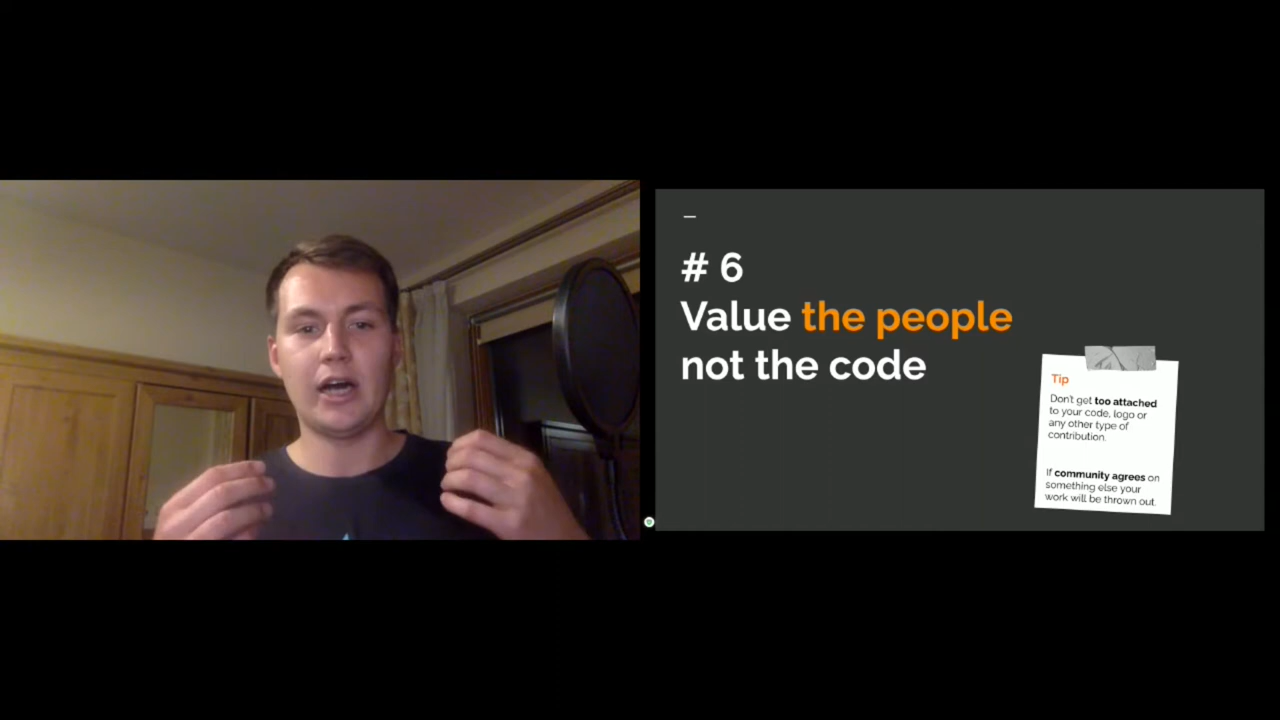 # 6
Value the people
not the code
Tip
Don't get too attached
to your code, logo or
any other type of
contribution.
If community agrees on
something else your
work will be thrown out.